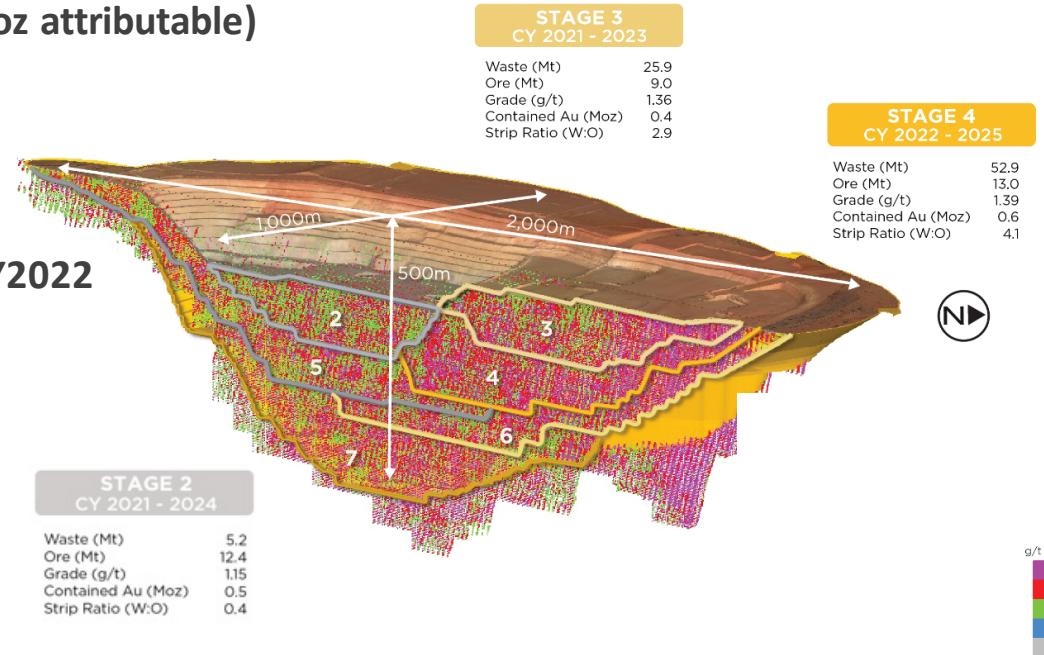 oz attributable)
STAGE 3
CY 2021 - 2023
Waste (Mt) 25.9
Ore (Mt) 9.0
Grade (g/t) 1.36
Contained Au (Moz) 0.4
Strip Ratio (W:O) 2.9
STAGE 4
CY 2022 - 2025
Waste (Mt) 52.9
Ore (Mt) 13.0
Grade (g/t) 1.39
Contained Au (Moz) 0.6
Strip Ratio (W:O) 4.1
1,000m
2,000m
500m
Y2022
N
2
3
5
4
6
7
STAGE 2
CY 2021 - 2024
Waste (Mt) 5.2
Ore (Mt) 12.4
Grade (g/t) 1.15
Contained Au (Moz) 0.5
Strip Ratio (W:O) 0.4
g/t